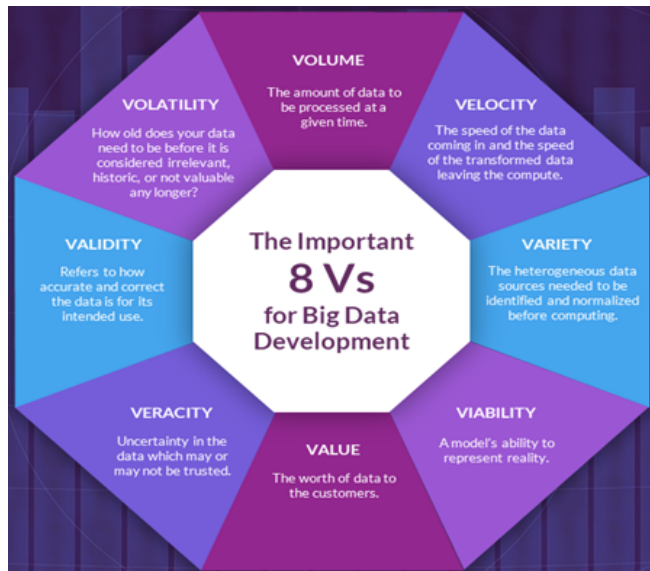 The Important
8 Vs
for Big Data
Development
VOLUME
The amount of data to
be processed at a
given time.
VELOCITY
The speed of the data
coming in and the speed
of the transformed data
leaving the compute.
VARIETY
The heterogeneous data
sources needed to be
identified and normalized
before computing.
VIABILITY
A model's ability to
represent reality.
VALUE
The worth of data to
the customers.
VERACITY
Uncertainty in the
data which may or
may not be trusted.
VALIDITY
Refers to how
accurate and correct
the data is for its
intended use.
VOLATILITY
How old does your data
need to be before it is
considered irrelevant,
historic, or not valuable
any longer?